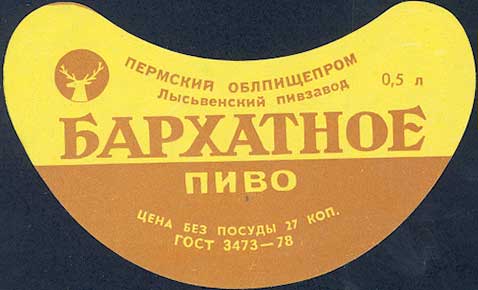 ПЕРМСКИЙ ОБЛПИЩЕПРОМ
Лысьвенский пивзавод
0,5 л
БАРХАТНОЕ
ПИВО
ЦЕНА БЕЗ ПОСУДЫ 27 КОП.
ГОСТ 3473—78